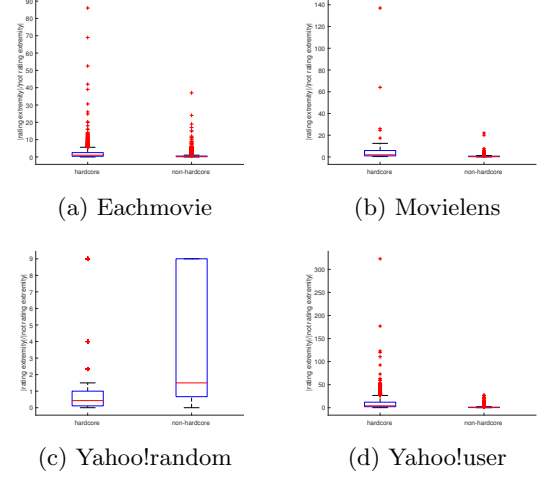 90
80
70
60
50
40
30
20
10
0
|rating extremity|/|not rating extremity|
hardcore
non-hardcore
(a) Eachmovie
140
120
100
80
60
40
20
0
|rating extremity|/|not rating extremity|
hardcore
non-hardcore
(b) Movielens
9
8
7
6
5
4
3
2
1
0
|rating extremity|/|not rating extremity|
hardcore
non-hardcore
(c) Yahoo!random
300
250
200
150
100
50
0
|rating extremity|/|not rating extremity|
hardcore
non-hardcore
(d) Yahoo!user